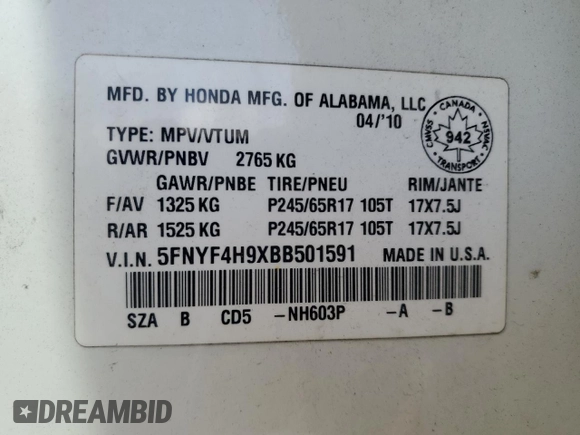 MFD. BY HONDA MFG. OF ALABAMA, LLC
04/'10
TYPE: MPV/VTUM
GVWR/PNBV 2765 KG
GAWR/PNBE TIRE/PNEU RIM/JANTE
F/AV 1325 KG P245/65R17 105T 17X7.5J
R/AR 1525 KG P245/65R17 105T 17X7.5J
V.I.N. 5FNYF4H9XBB501591 MADE IN U.S.A.
SZA B CD5 -NH603P -A -B
CANADA
CMVSS 942 NSVAC
TRANSPORT
DREAMBID